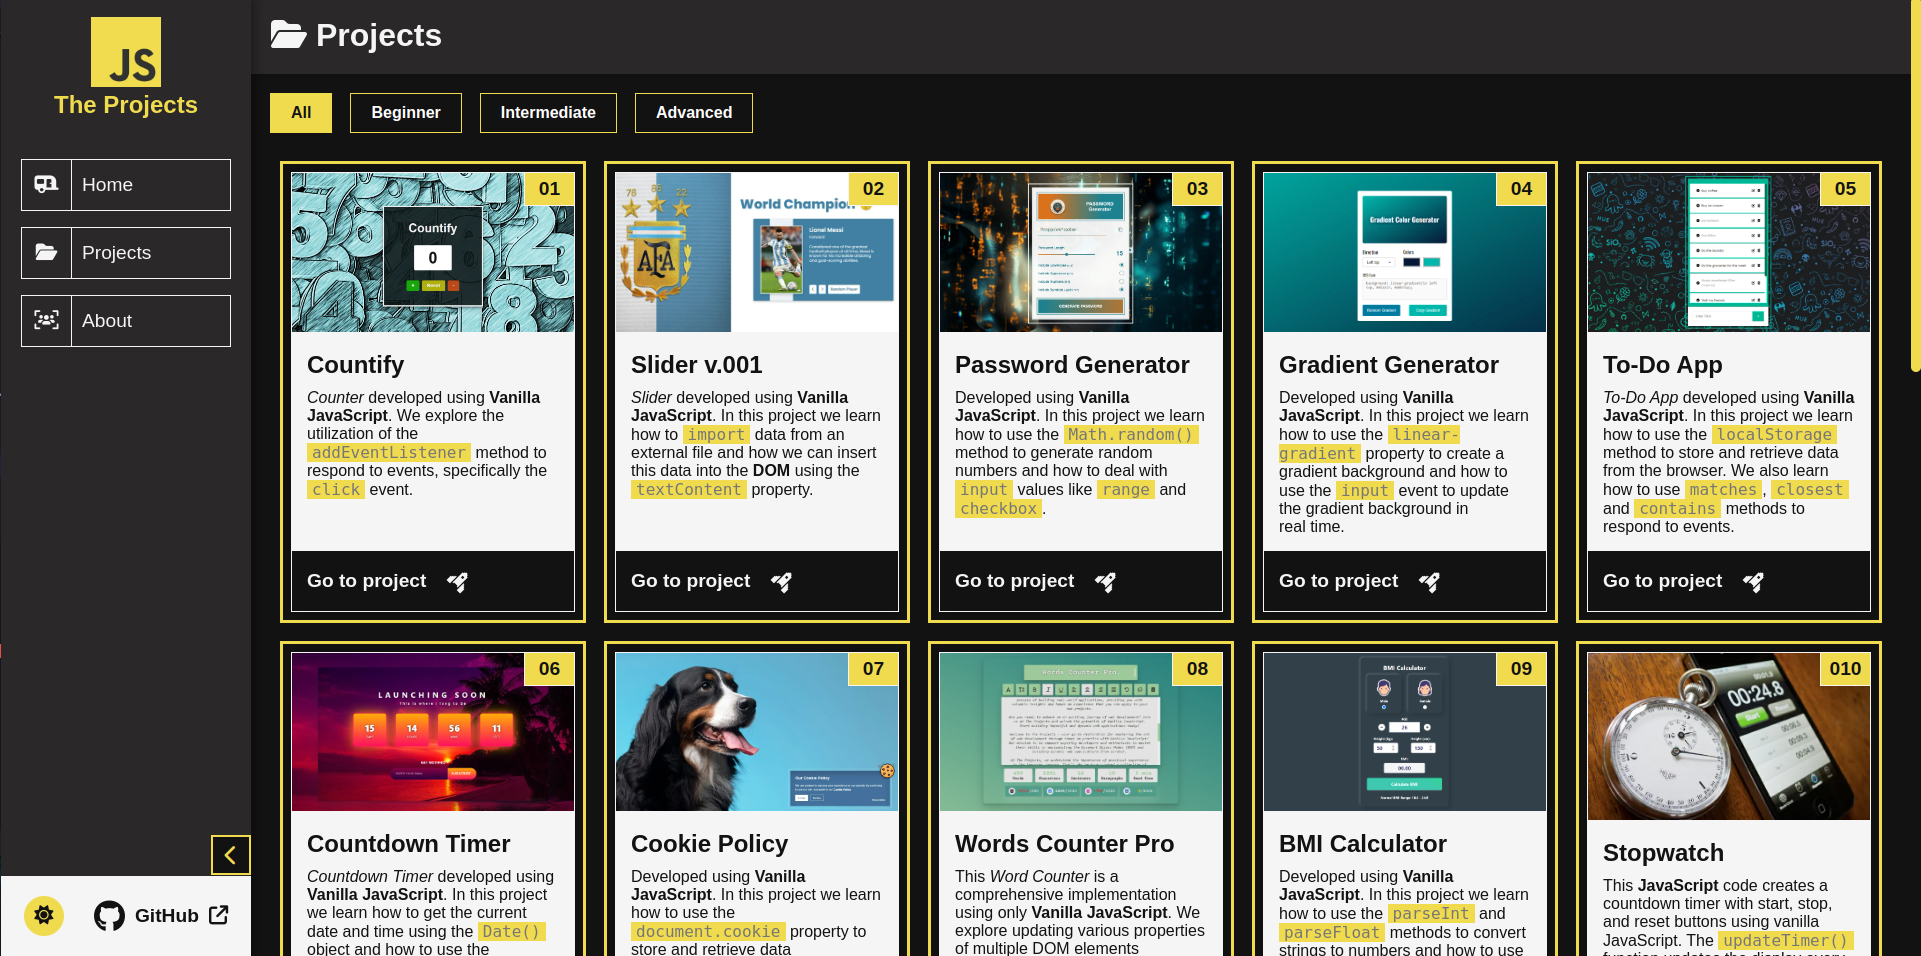 JS
The Projects
Home
Projects
About
GitHub
Projects
All
Beginner
Intermediate
Advanced
01
Countify
0
Countify
Counter developed using Vanilla
JavaScript. We explore the
utilization of the
addEventListener method to
respond to events, specifically the
click event.
Go to project
02
World Champion
Lionel Messi
Slider v.001
Slider developed using Vanilla
JavaScript. In this project we learn
how to import data from an
external file and how we can insert
this data into the DOM using the
textContent property.
Go to project
03
PASSWORD
Generator
15
GENERATE PASSWORD
Password Generator
Developed using Vanilla
JavaScript. In this project we learn
how to use the Math.random()
method to generate random
numbers and how to deal with
input values like range and
checkbox.
Go to project
04
Gradient Color Generator
Gradient Generator
Developed using Vanilla
JavaScript. In this project we learn
how to use the linear-
gradient property to create a
gradient background and how to
use the input event to update
the gradient background in
real time.
Go to project
05
To-Do App
To-Do App developed using Vanilla
JavaScript. In this project we learn
how to use the localStorage
method to store and retrieve data
from the browser. We also learn
how to use matches, closest
and contains methods to
respond to events.
Go to project
06
LAUNCHING SOON
15 14 56 11
Countdown Timer
Countdown Timer developed using
Vanilla JavaScript. In this project
we learn how to get the current
date and time using the Date()
object and how to use the
07
Our Cookie Policy
Cookie Policy
Developed using Vanilla
JavaScript. In this project we learn
how to use the
document.cookie property to
store and retrieve data
08
Words Counter Pro
Words Counter Pro
This Word Counter is a
comprehensive implementation
using only Vanilla JavaScript. We
explore updating various properties
of multiple DOM elements
09
BMI Calculator
Calculate BMI
BMI Calculator
Developed using Vanilla
JavaScript. In this project we learn
how to use the parseInt and
parseFloat methods to convert
strings to numbers and how to use
010
00:24.8
Start
Stopwatch
This JavaScript code creates a
countdown timer with start, stop,
and reset buttons using vanilla
JavaScript. The updateTimer()